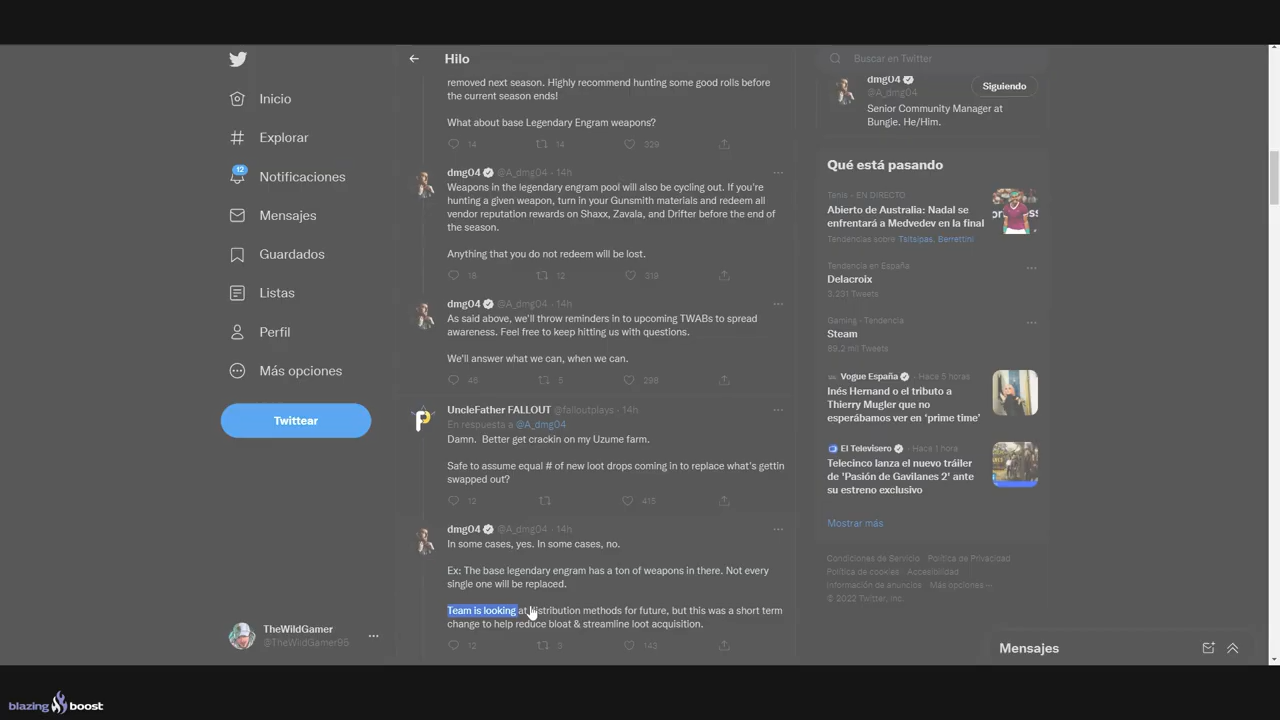 Hilo
Buscar en Twitter
Inicio
Explorar
12
Notificaciones
Mensajes
Guardados
Listas
Perfil
Más opciones
Twittear
TheWildGamer
@TheWildGamer95
removed next season. Highly recommend hunting some good rolls before
the current season ends!
What about base Legendary Engram weapons?
14 14 329
dmg04 @A_dmg04 · 14h
Weapons in the legendary engram pool will also be cycling out. If you're
hunting a given weapon, turn in your Gunsmith materials and redeem all
vendor reputation rewards on Shaxx, Zavala, and Drifter before the end of
the season.
Anything that you do not redeem will be lost.
18 12 319
dmg04 @A_dmg04 · 14h
As said above, we'll throw reminders in to upcoming TWABs to spread
awareness. Feel free to keep hitting us with questions.
We'll answer what we can, when we can.
46 5 298
UncleFather FALLOUT @falloutplays · 14h
En respuesta a @A_dmg04
Damn. Better get crackin on my Uzume farm.
Safe to assume equal # of new loot drops coming in to replace what's gettin
swapped out?
12 415
dmg04 @A_dmg04 · 14h
In some cases, yes. In some cases, no.
Ex: The base legendary engram has a ton of weapons in there. Not every
single one will be replaced.
Team is looking at distribution methods for future, but this was a short term
change to help reduce bloat & streamline loot acquisition.
12 3 143
dmg04
@A_dmg04
Siguiendo
Senior Community Manager at
Bungie. He/Him.
Qué está pasando
Tenis · EN DIRECTO
Abierto de Australia: Nadal se
enfrentará a Medvedev en la final
Tendencias sobre Tsitsipas, Berrettini
Tendencia en España
Delacroix
3.231 Tweets
Gaming · Tendencia
Steam
89,2 mil Tweets
Vogue España · Hace 5 horas
Inés Hernand o el tributo a
Thierry Mugler que no
esperábamos ver en 'prime time'
El Televisero · Hace 1 hora
Telecinco lanza el nuevo tráiler
de 'Pasión de Gavilanes 2' ante
su estreno exclusivo
Mostrar más
Condiciones de Servicio Política de Privacidad
Política de cookies Accesibilidad
Información de anuncios Más opciones
© 2022 Twitter, Inc.
Mensajes
blazing boost